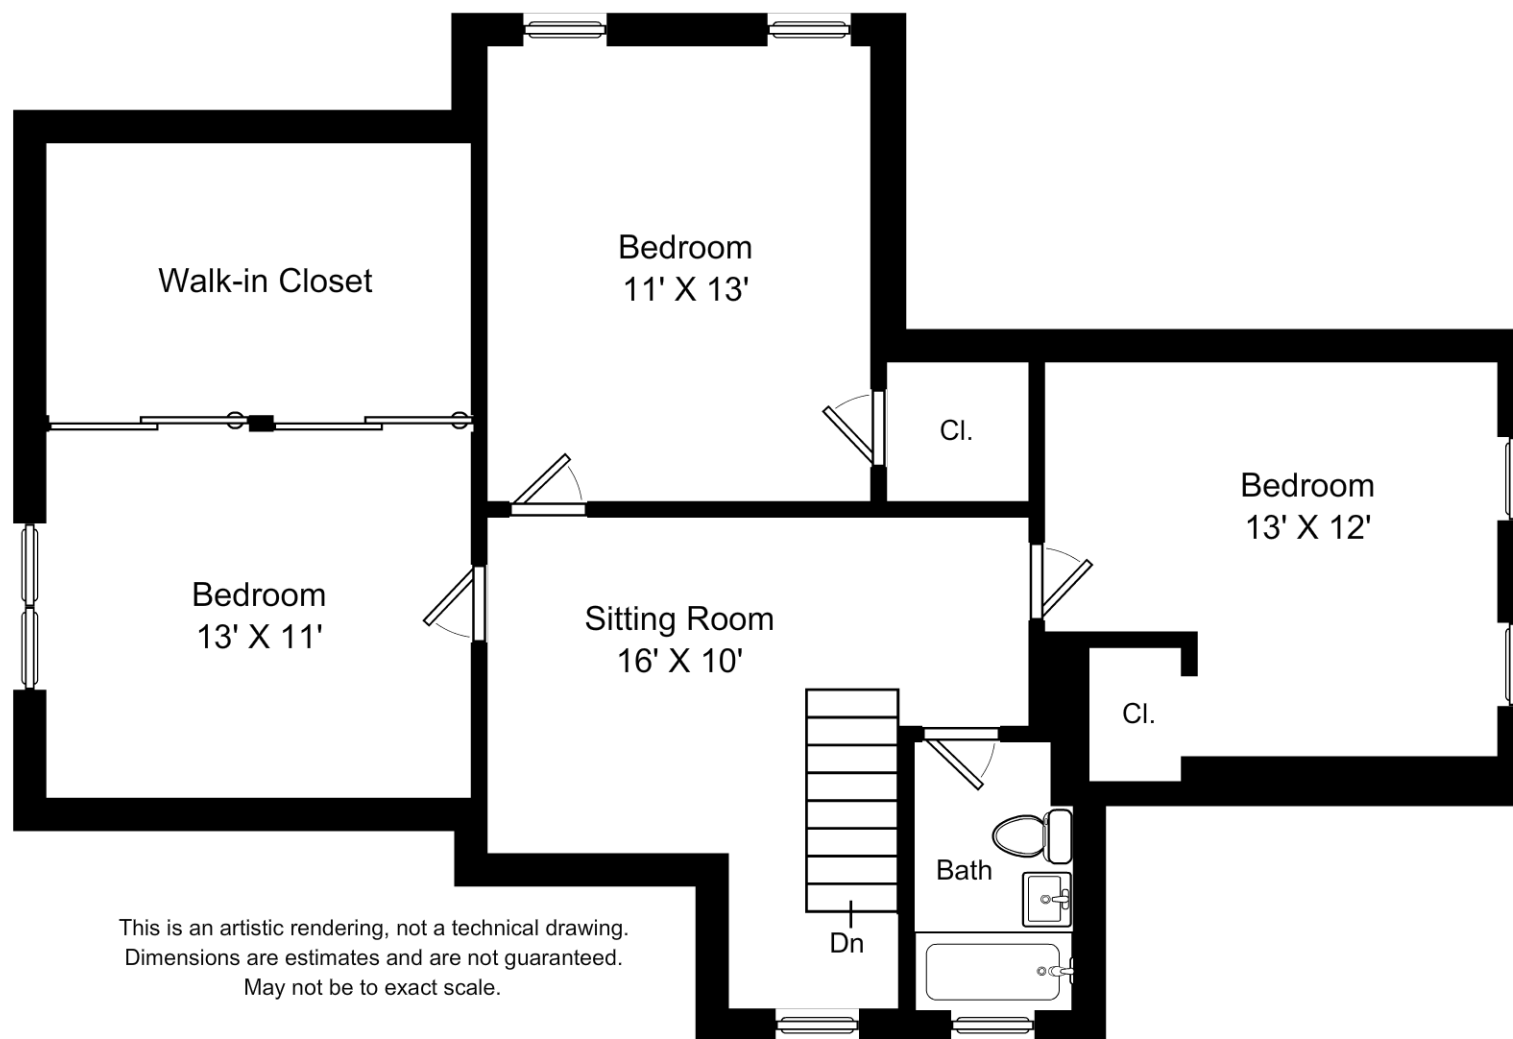 Bedroom
11' X 13'
Walk-in Closet
Cl.
Bedroom
13' X 12'
Bedroom
13' X 11'
Sitting Room
16' X 10'
Cl.
Bath
Dn
This is an artistic rendering, not a technical drawing.
Dimensions are estimates and are not guaranteed.
May not be to exact scale.